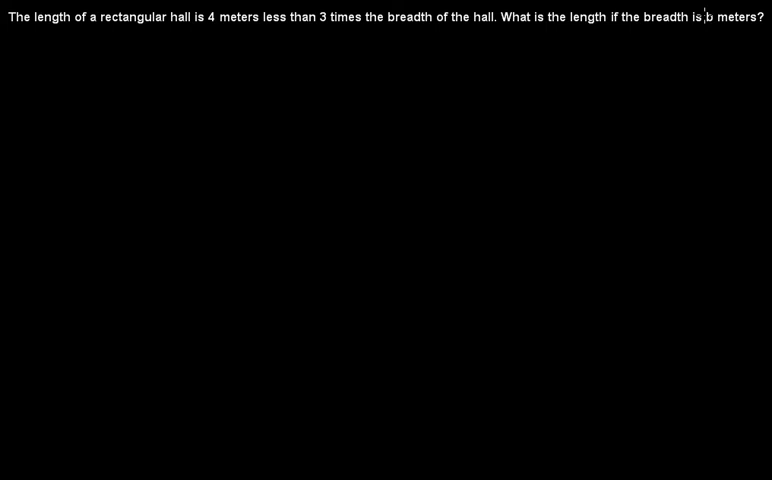 The length of a rectangular hall is 4 meters less than 3 times the breadth of the hall. What is the length if the breadth is b meters?